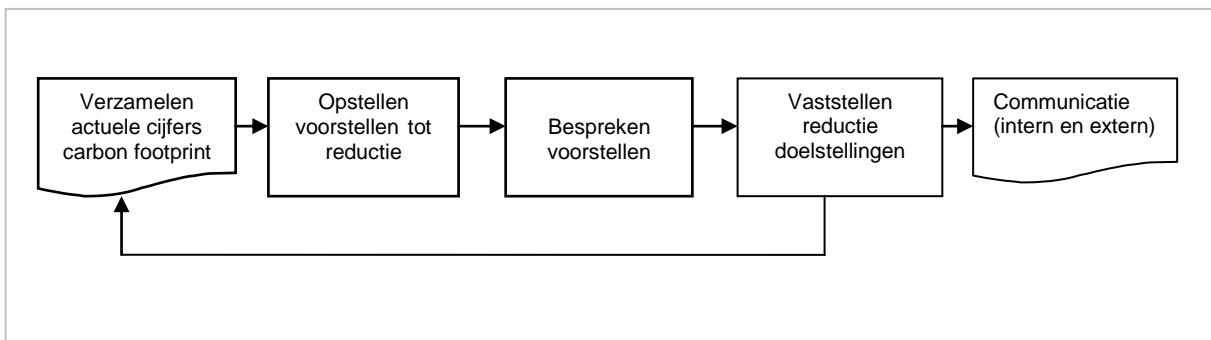 Verzamelen
actuele cijfers
carbon footprint
Opstellen
voorstellen tot
reductie
Bespreken
voorstellen
Vaststellen
reductie
doelstellingen
Communicatie
(intern en extern)